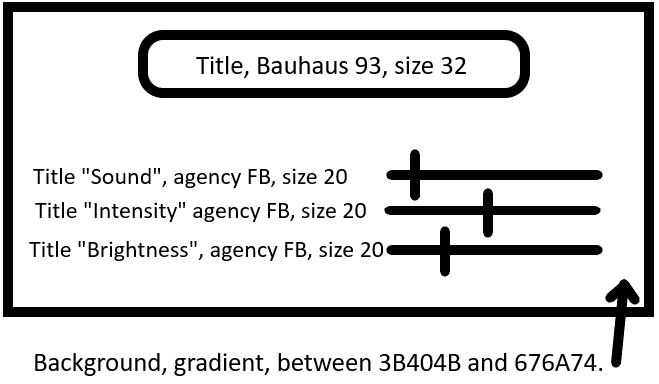 Title, Bauhaus 93, size 32
Title "Sound", agency FB, size 20
Title "Intensity" agency FB, size 20
Title "Brightness", agency FB, size 20
Background, gradient, between 3B404B and 676A74.